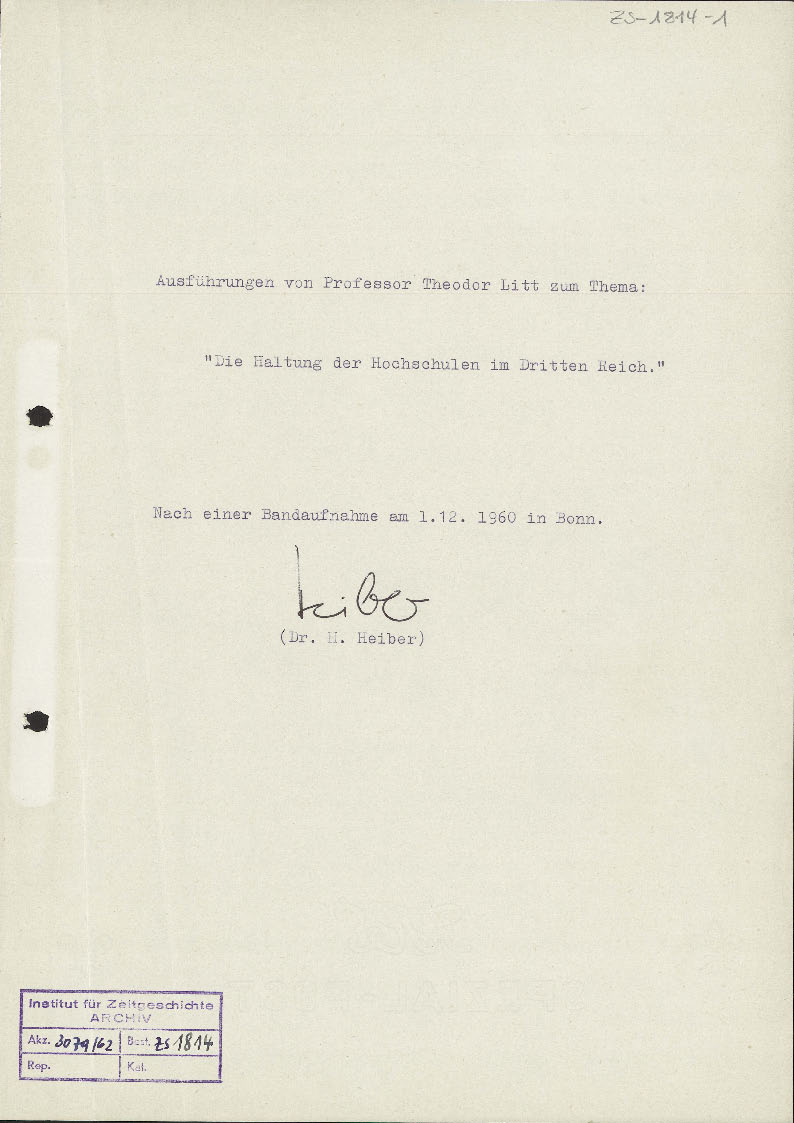 ZS-1814-1
Ausführungen von Professor Theodor Litt zum Thema:
"Die Haltung der Hochschulen im Dritten Reich."
Nach einer Bandaufnahme am 1.12. 1960 in Bonn.
Heiber
(Dr. H. Heiber)
Institut für Zeitgeschichte
ARCHIV
Akz. 3079/62 Best. ZS 1814
Rep. Kat.